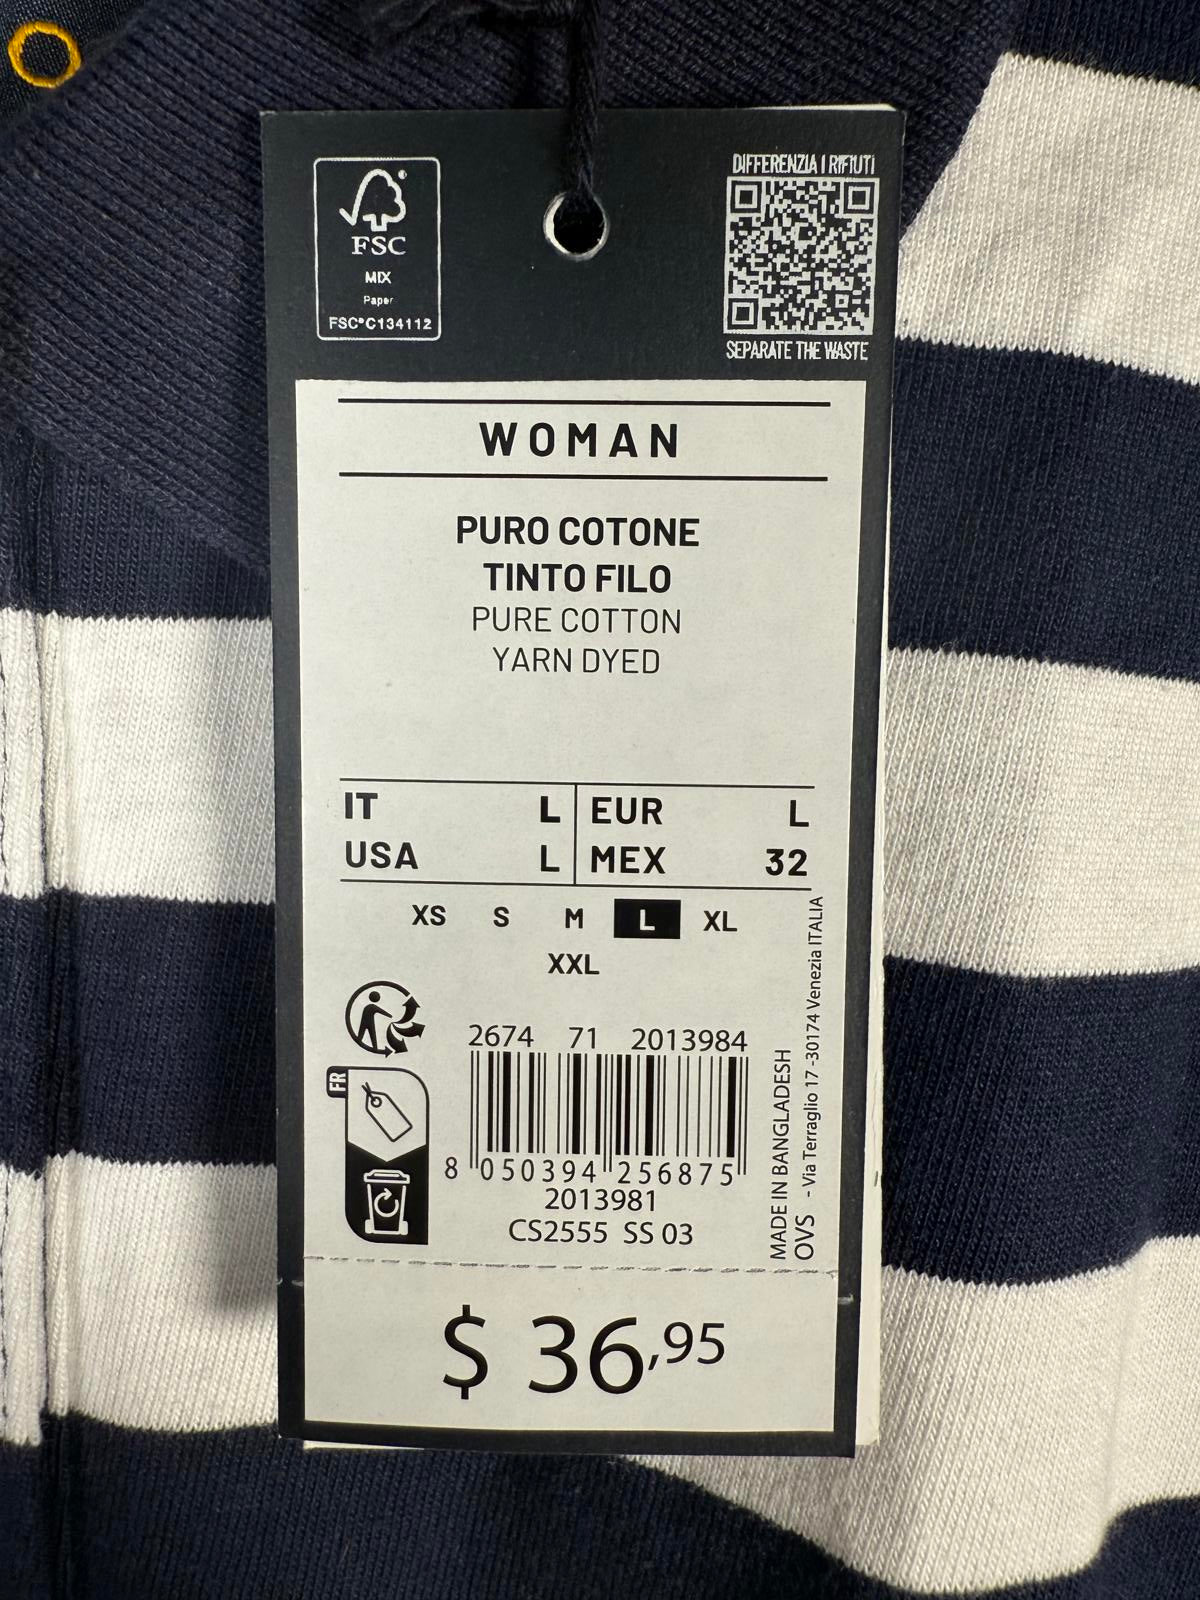 FSC®
MIX
Paper
FSC® C134112
DIFFERENZIA I RIFIUTI
SEPARATE THE WASTE
WOMAN
PURO COTONE
TINTO FILO
PURE COTTON
YARN DYED
IT L EUR L
USA L MEX 32
XS S M L XL
XXL
FR
2674 71 2013984
8 050394 256875
2013981
CS2555 SS 03
MADE IN BANGLADESH
OVS - Via Terraglio 17 -30174 Venezia ITALIA
$ 36,95